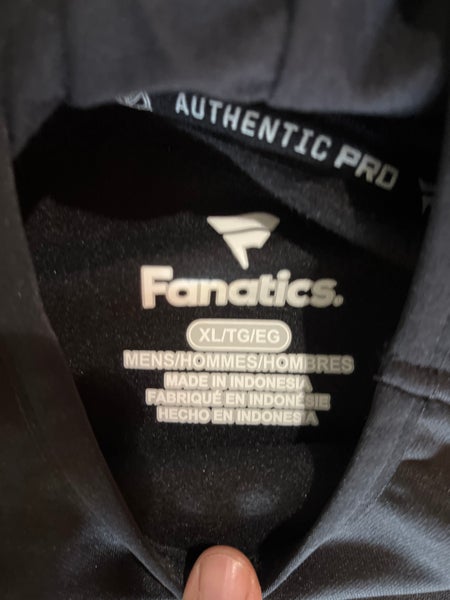 AUTHENTIC PRO
Fanatics.
XL/TG/EG
MENS/HOMMES/HOMBRES
MADE IN INDONESIA
FABRIQUÉ EN INDONÉSIE
HECHO EN INDONESIA